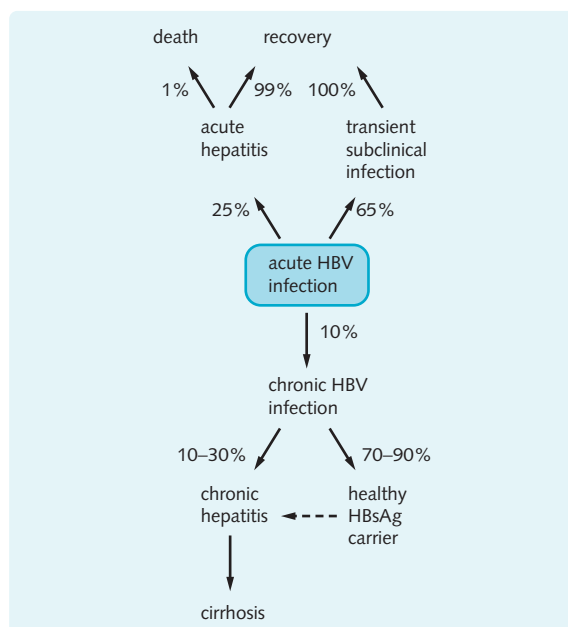 death recovery
1% 99% 100%
acute transient
hepatitis subclinical
infection
25% 65%
acute HBV
infection
10%
chronic HBV
infection
10–30% 70–90%
chronic healthy
hepatitis HBsAg
carrier
cirrhosis